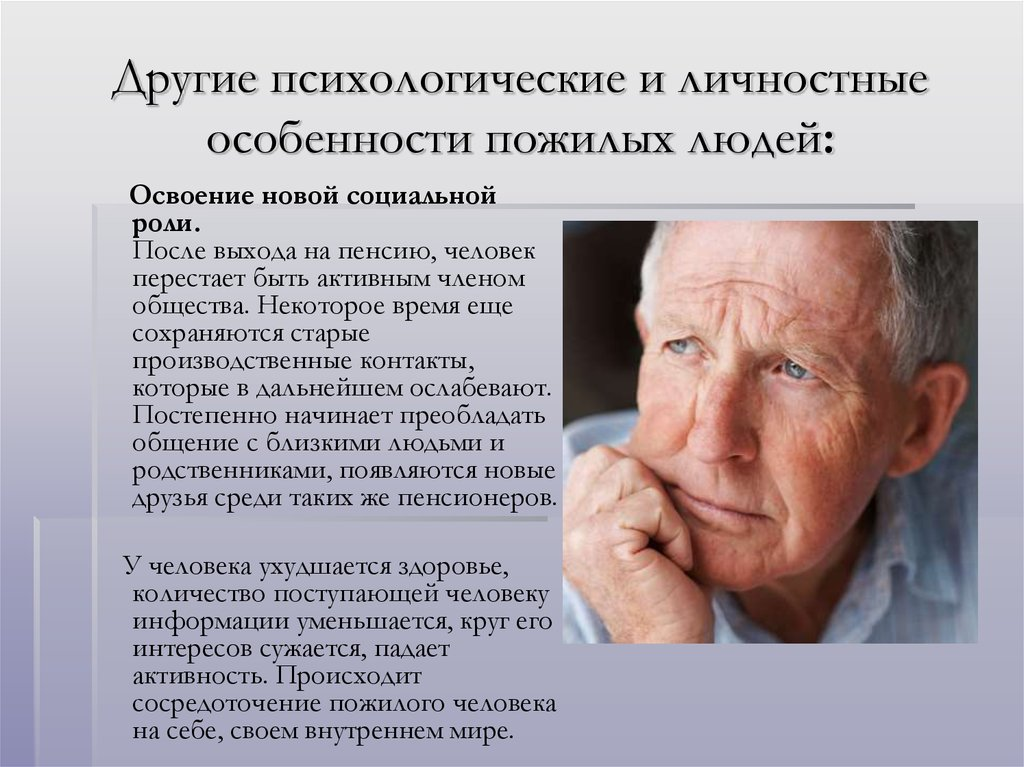 Другие психологические и личностные
особенности пожилых людей:
Освоение новой социальной
роли.
После выхода на пенсию, человек
перестает быть активным членом
общества. Некоторое время еще
сохраняются старые
производственные контакты,
которые в дальнейшем ослабевают.
Постепенно начинает преобладать
общение с близкими людьми и
родственниками, появляются новые
друзья среди таких же пенсионеров.
У человека ухудшается здоровье,
количество поступающей человеку
информации уменьшается, круг его
интересов сужается, падает
активность. Происходит
сосредоточение пожилого человека
на себе, своем внутреннем мире.